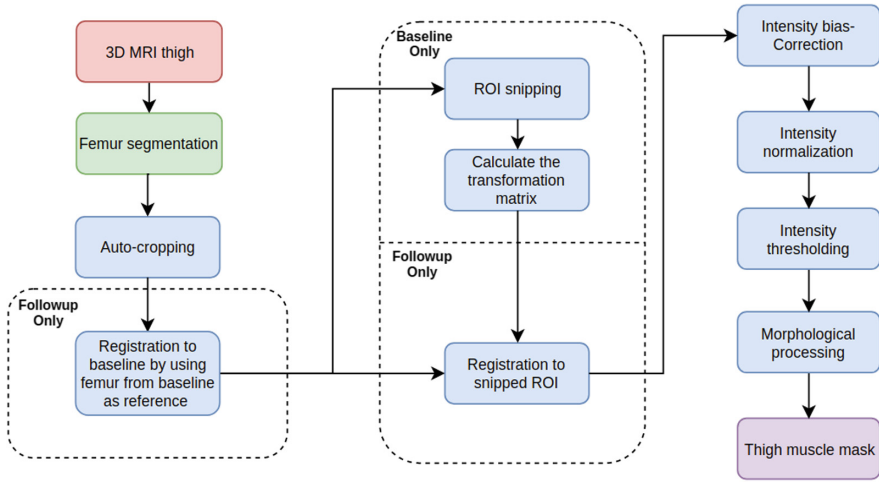 3D MRI thigh
Femur segmentation
Auto-cropping
Followup
Only
Registration to
baseline by using
femur from baseline
as reference
Baseline
Only
ROI snipping
Calculate the
transformation
matrix
Followup
Only
Registration to
snipped ROI
Intensity bias-
Correction
Intensity
normalization
Intensity
thresholding
Morphological
processing
Thigh muscle mask